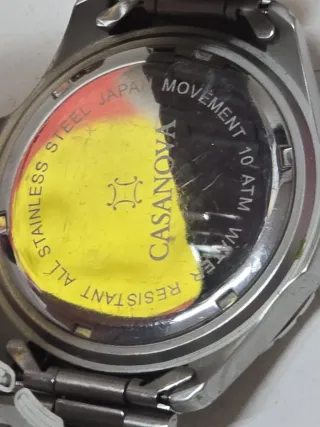 ALL STAINLESS STEEL JAPAN MOVEMENT 10 ATM WATER RESISTANT
CASANOVA